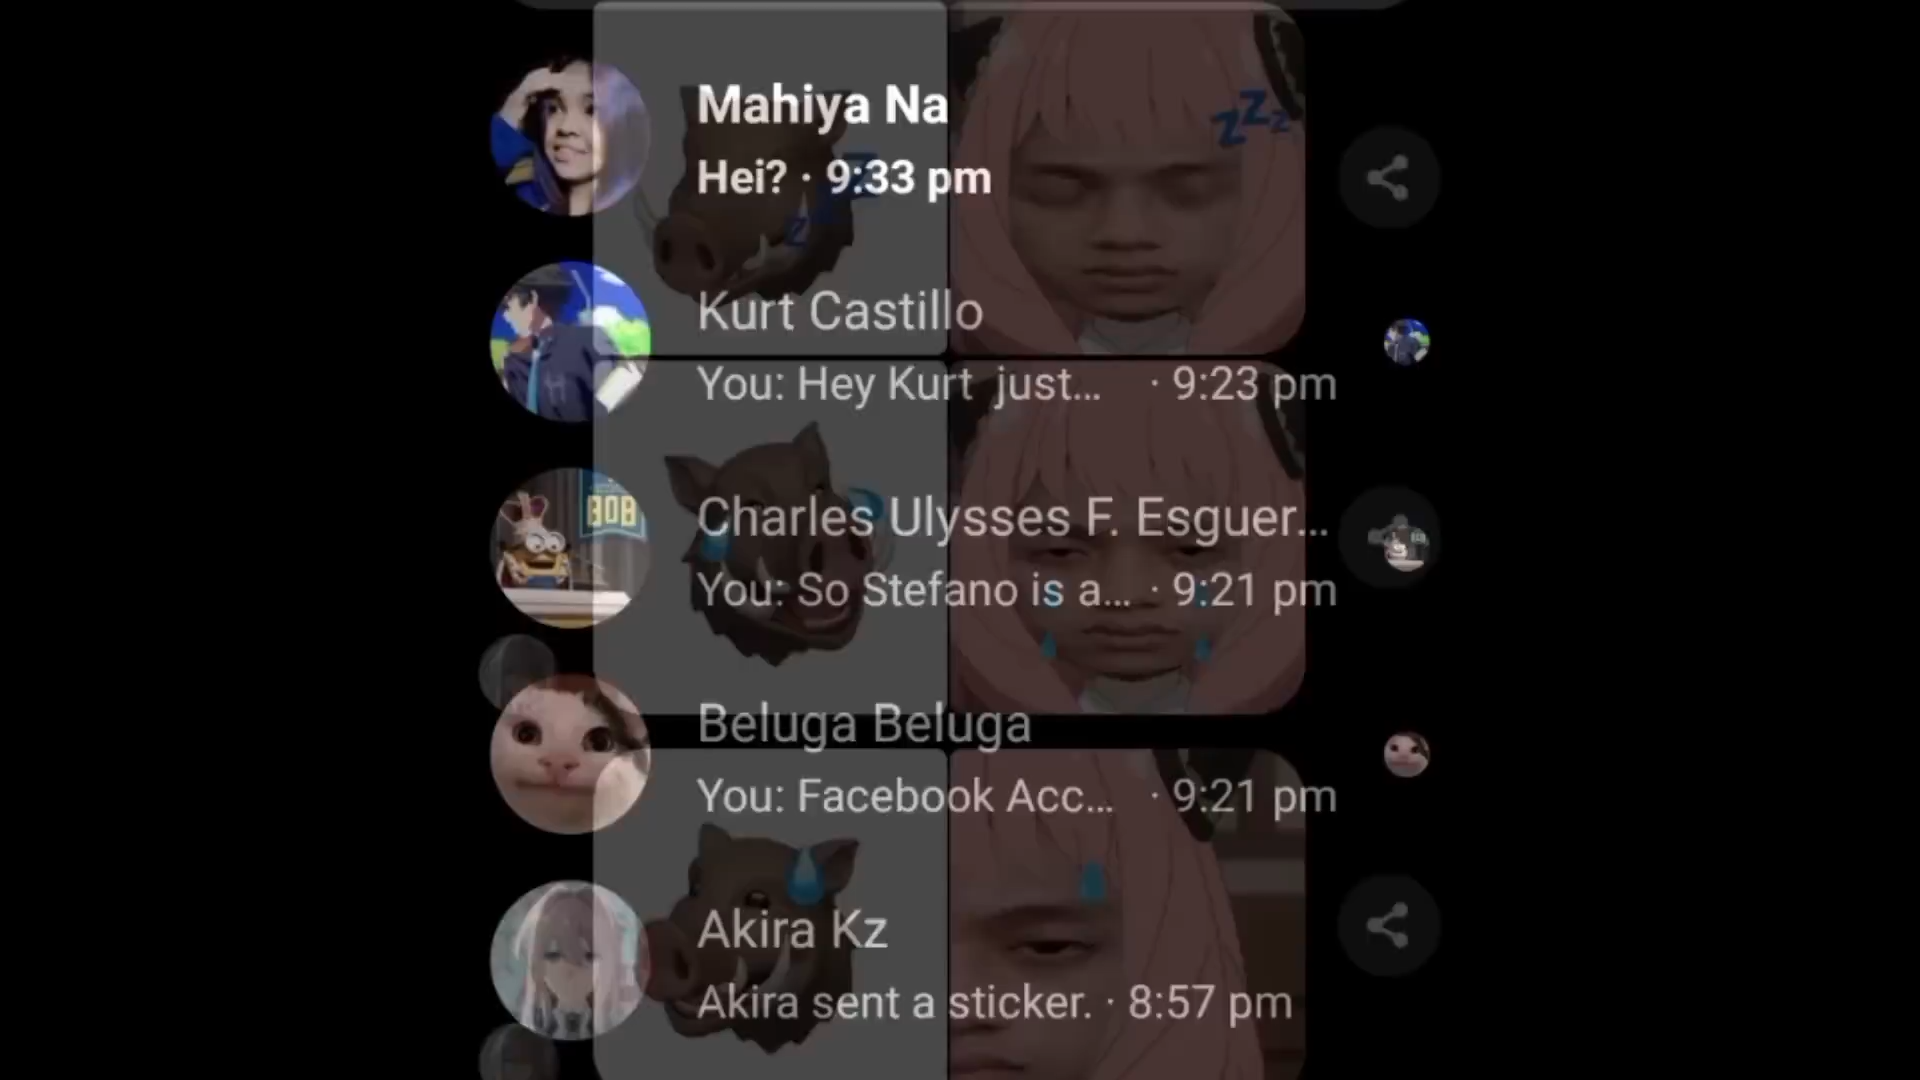 Mahiya Na
Hei? · 9:33 pm
Kurt Castillo
You: Hey Kurt just... · 9:23 pm
BOB
Charles Ulysses F. Esguer...
You: So Stefano is a... · 9:21 pm
Beluga Beluga
You: Facebook Acc... · 9:21 pm
Akira Kz
Akira sent a sticker. · 8:57 pm